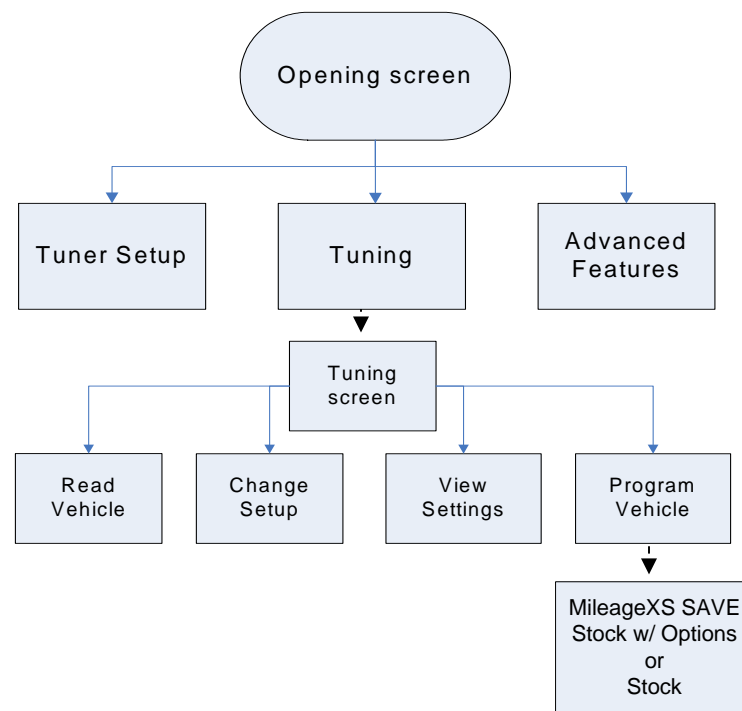 Opening screen
Tuner Setup
Tuning
Advanced
Features
Tuning
screen
Read
Vehicle
Change
Setup
View
Settings
Program
Vehicle
MileageXS SAVE
Stock w/ Options
or
Stock